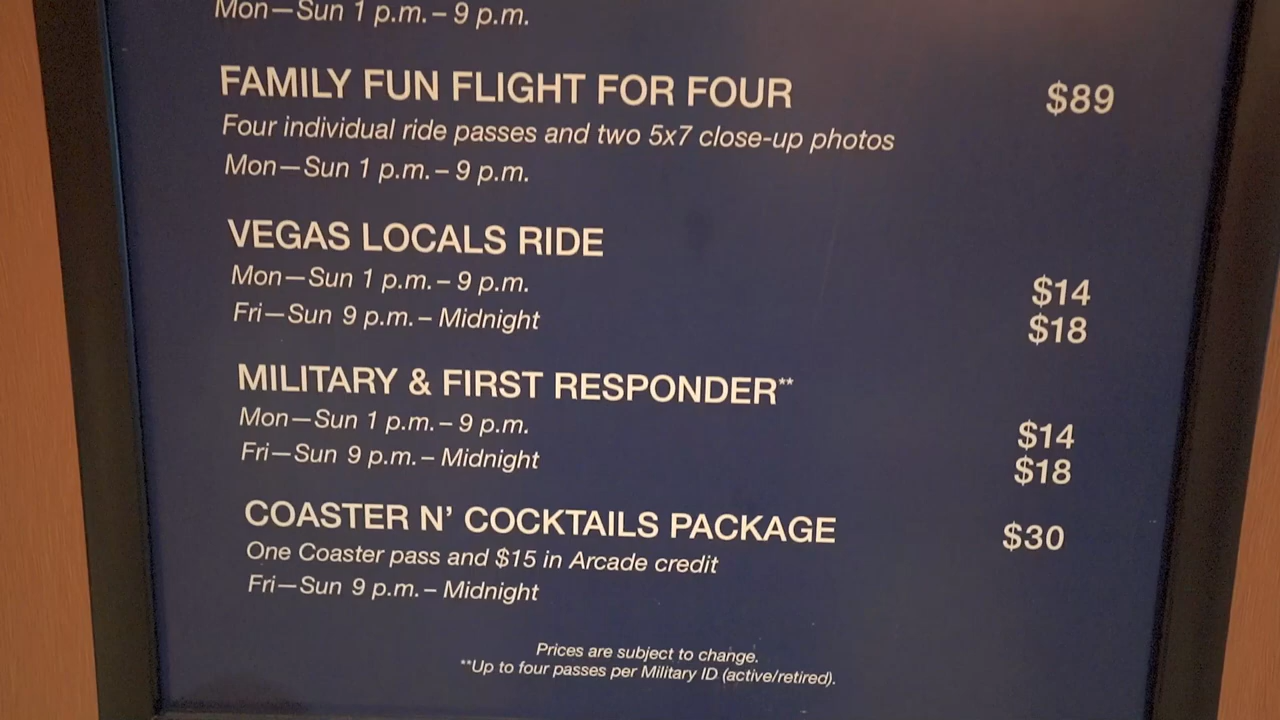 Mon—Sun 1 p.m. – 9 p.m.
FAMILY FUN FLIGHT FOR FOUR $89
Four individual ride passes and two 5x7 close-up photos
Mon—Sun 1 p.m. – 9 p.m.
VEGAS LOCALS RIDE
Mon—Sun 1 p.m. – 9 p.m. $14
Fri—Sun 9 p.m. – Midnight $18
MILITARY & FIRST RESPONDER**
Mon—Sun 1 p.m. – 9 p.m. $14
Fri—Sun 9 p.m. – Midnight $18
COASTER N’ COCKTAILS PACKAGE $30
One Coaster pass and $15 in Arcade credit
Fri—Sun 9 p.m. – Midnight
Prices are subject to change.
**Up to four passes per Military ID (active/retired).